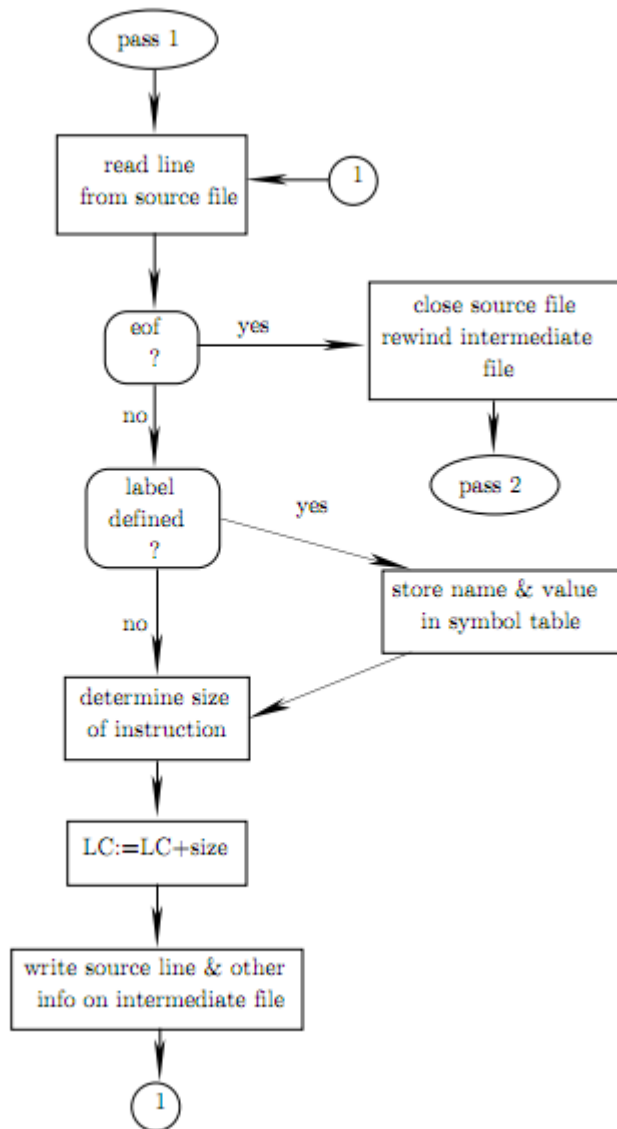 pass 1
read line
from source file
1
eof
?
yes
close source file
rewind intermediate
file
no
pass 2
label
defined
?
yes
store name & value
in symbol table
no
determine size
of instruction
LC:=LC+size
write source line & other
info on intermediate file
1